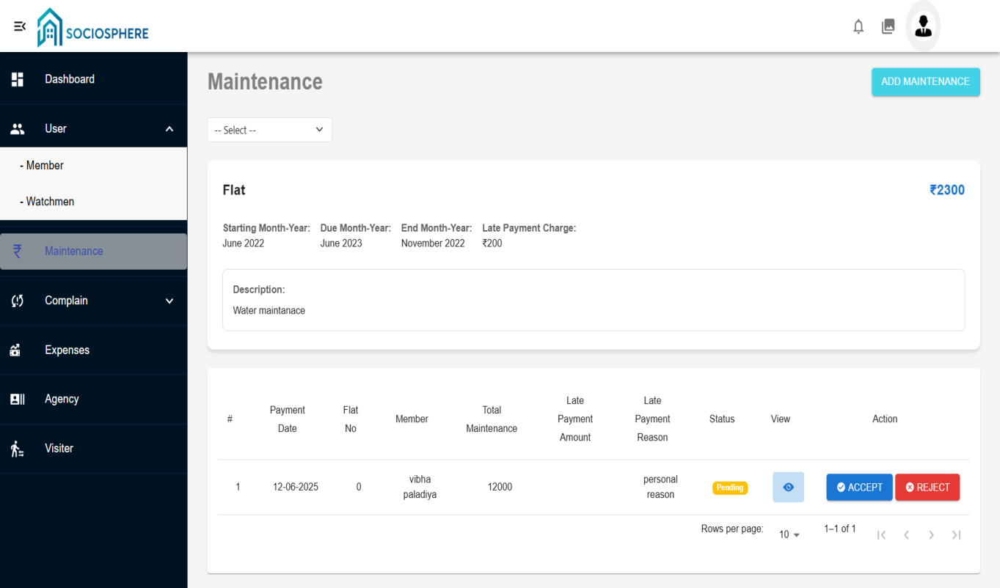 SOCIOSPHERE
Dashboard
User
- Member
- Watchmen
Maintenance
Complain
Expenses
Agency
Visiter
Maintenance
ADD MAINTENANCE
-- Select --
Flat
₹2300
Starting Month-Year: Due Month-Year: End Month-Year: Late Payment Charge:
June 2022 June 2023 November 2022 ₹200
Description:
Water maintanace
# Payment Date Flat No Member Total Maintenance Late Payment Amount Late Payment Reason Status View Action
1 12-06-2025 0 vibha paladiya 12000 personal reason Pending ACCEPT REJECT
Rows per page: 10 1–1 of 1